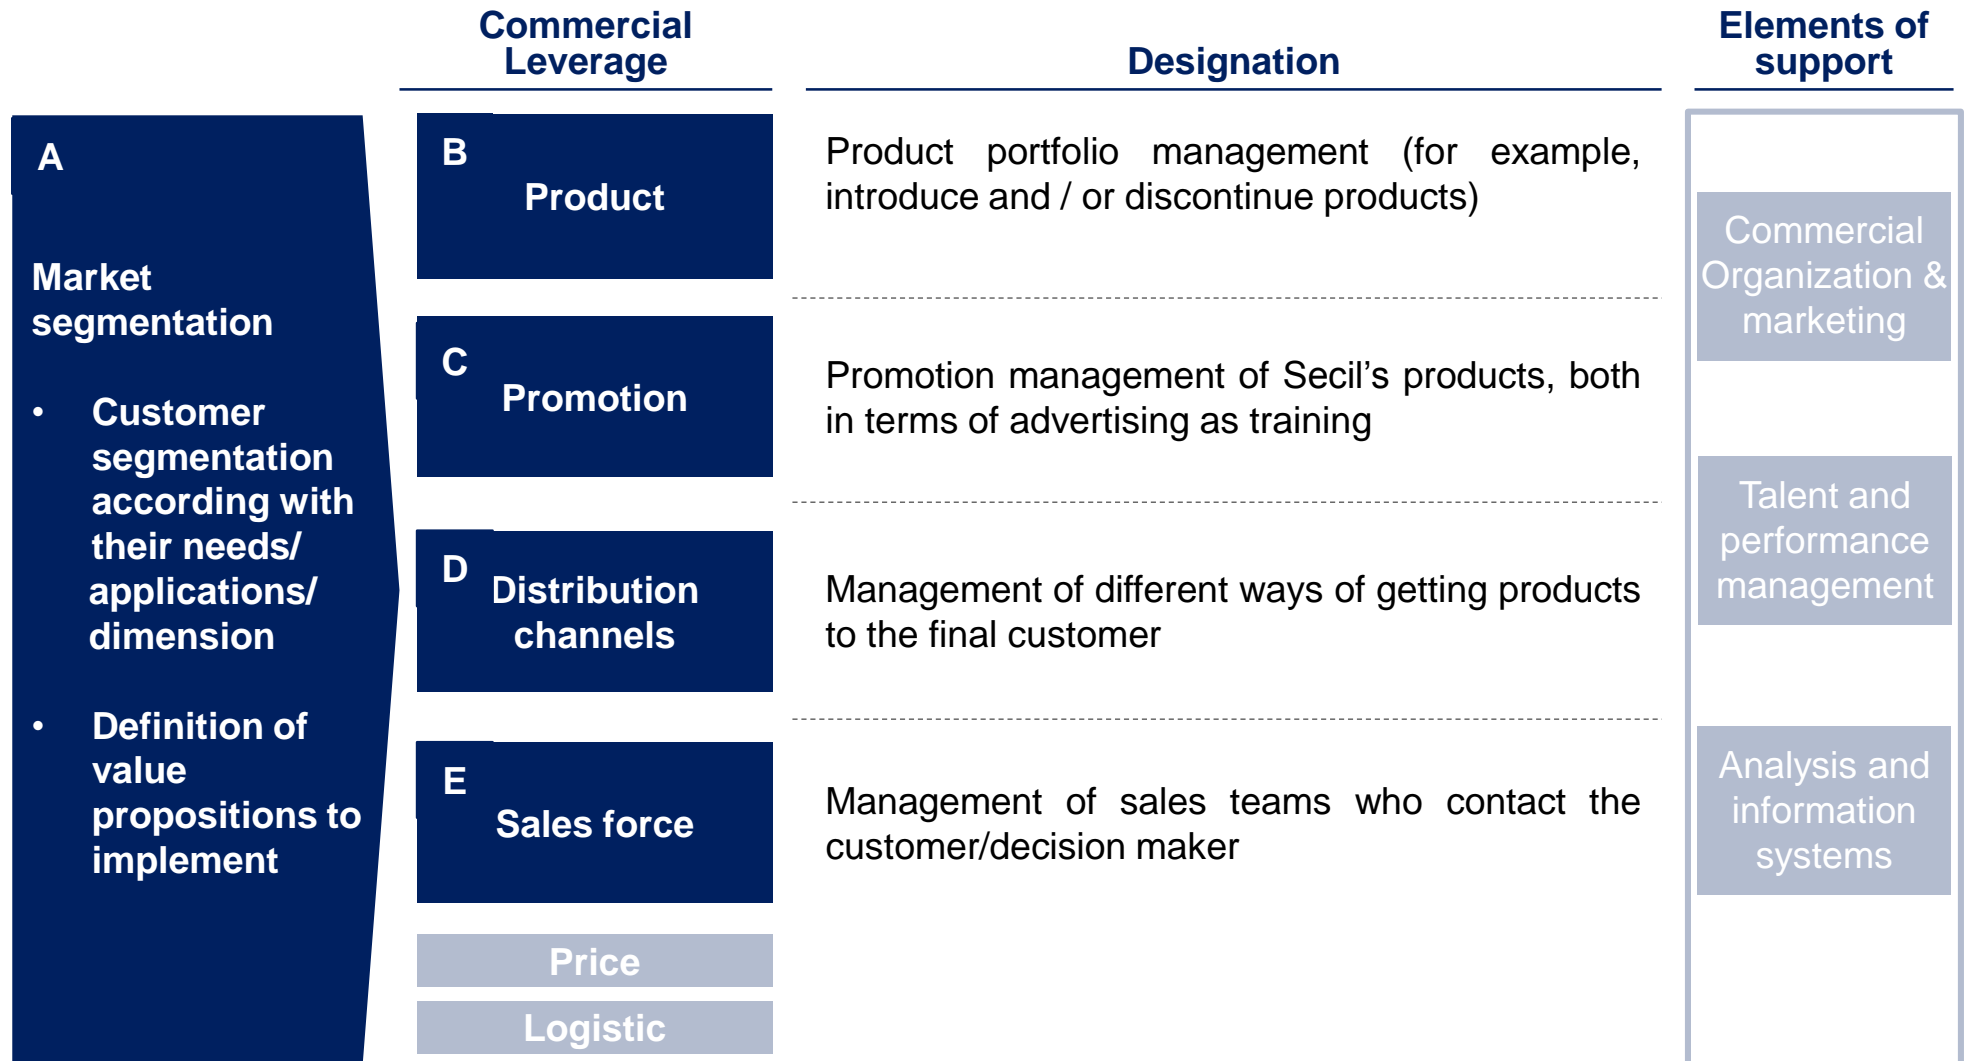 Commercial
Leverage
Designation
Elements of
support
A
Market
segmentation
• Customer
segmentation
according with
their needs/
applications/
dimension
• Definition of
value
propositions to
implement
B
Product
Product portfolio management (for example,
introduce and / or discontinue products)
C
Promotion
Promotion management of Secil’s products, both
in terms of advertising as training
D
Distribution
channels
Management of different ways of getting products
to the final customer
E
Sales force
Management of sales teams who contact the
customer/decision maker
Price
Logistic
Commercial
Organization &
marketing
Talent and
performance
management
Analysis and
information
systems